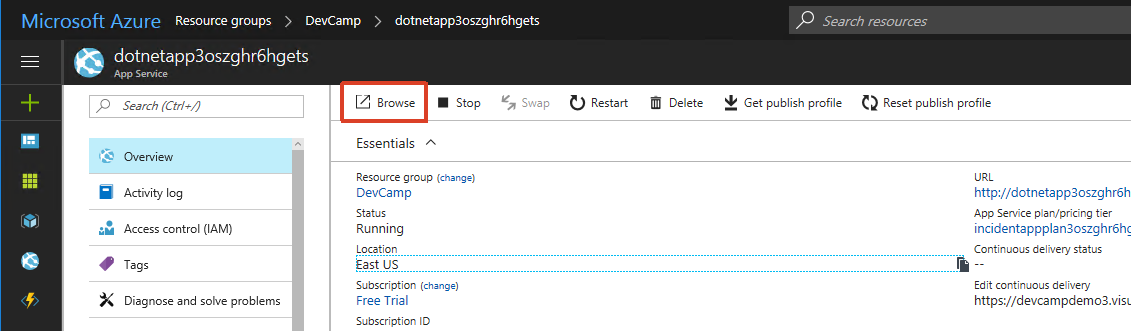 Microsoft Azure Resource groups > DevCamp > dotnetapp3oszghr6hgets
Search resources
dotnetapp3oszghr6hgets
App Service
Search (Ctrl+/)
Browse Stop Swap Restart Delete Get publish profile Reset publish profile
Overview
Activity log
Access control (IAM)
Tags
Diagnose and solve problems
Essentials
Resource group (change)
DevCamp
Status
Running
Location
East US
Subscription (change)
Free Trial
Subscription ID
URL
http://dotnetapp3oszghr6h
App Service plan/pricing tier
incidentappplan3oszghr6hg
Continuous delivery status
--
Edit continuous delivery
https://devcampdemo3.visu